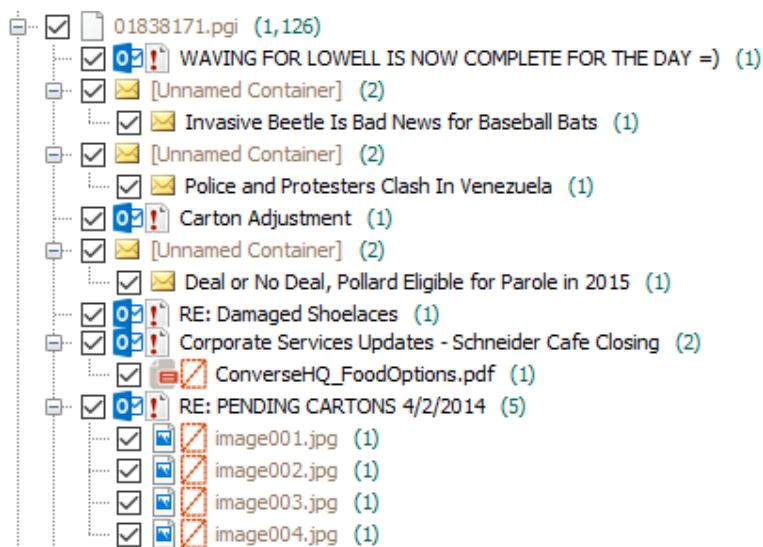 01838171.pgi (1,126)
WAVING FOR LOWELL IS NOW COMPLETE FOR THE DAY =) (1)
[Unnamed Container] (2)
Invasive Beetle Is Bad News for Baseball Bats (1)
[Unnamed Container] (2)
Police and Protesters Clash In Venezuela (1)
Carton Adjustment (1)
[Unnamed Container] (2)
Deal or No Deal, Pollard Eligible for Parole in 2015 (1)
RE: Damaged Shoelaces (1)
Corporate Services Updates - Schneider Cafe Closing (2)
ConverseHQ_FoodOptions.pdf (1)
RE: PENDING CARTONS 4/2/2014 (5)
image001.jpg (1)
image002.jpg (1)
image003.jpg (1)
image004.jpg (1)